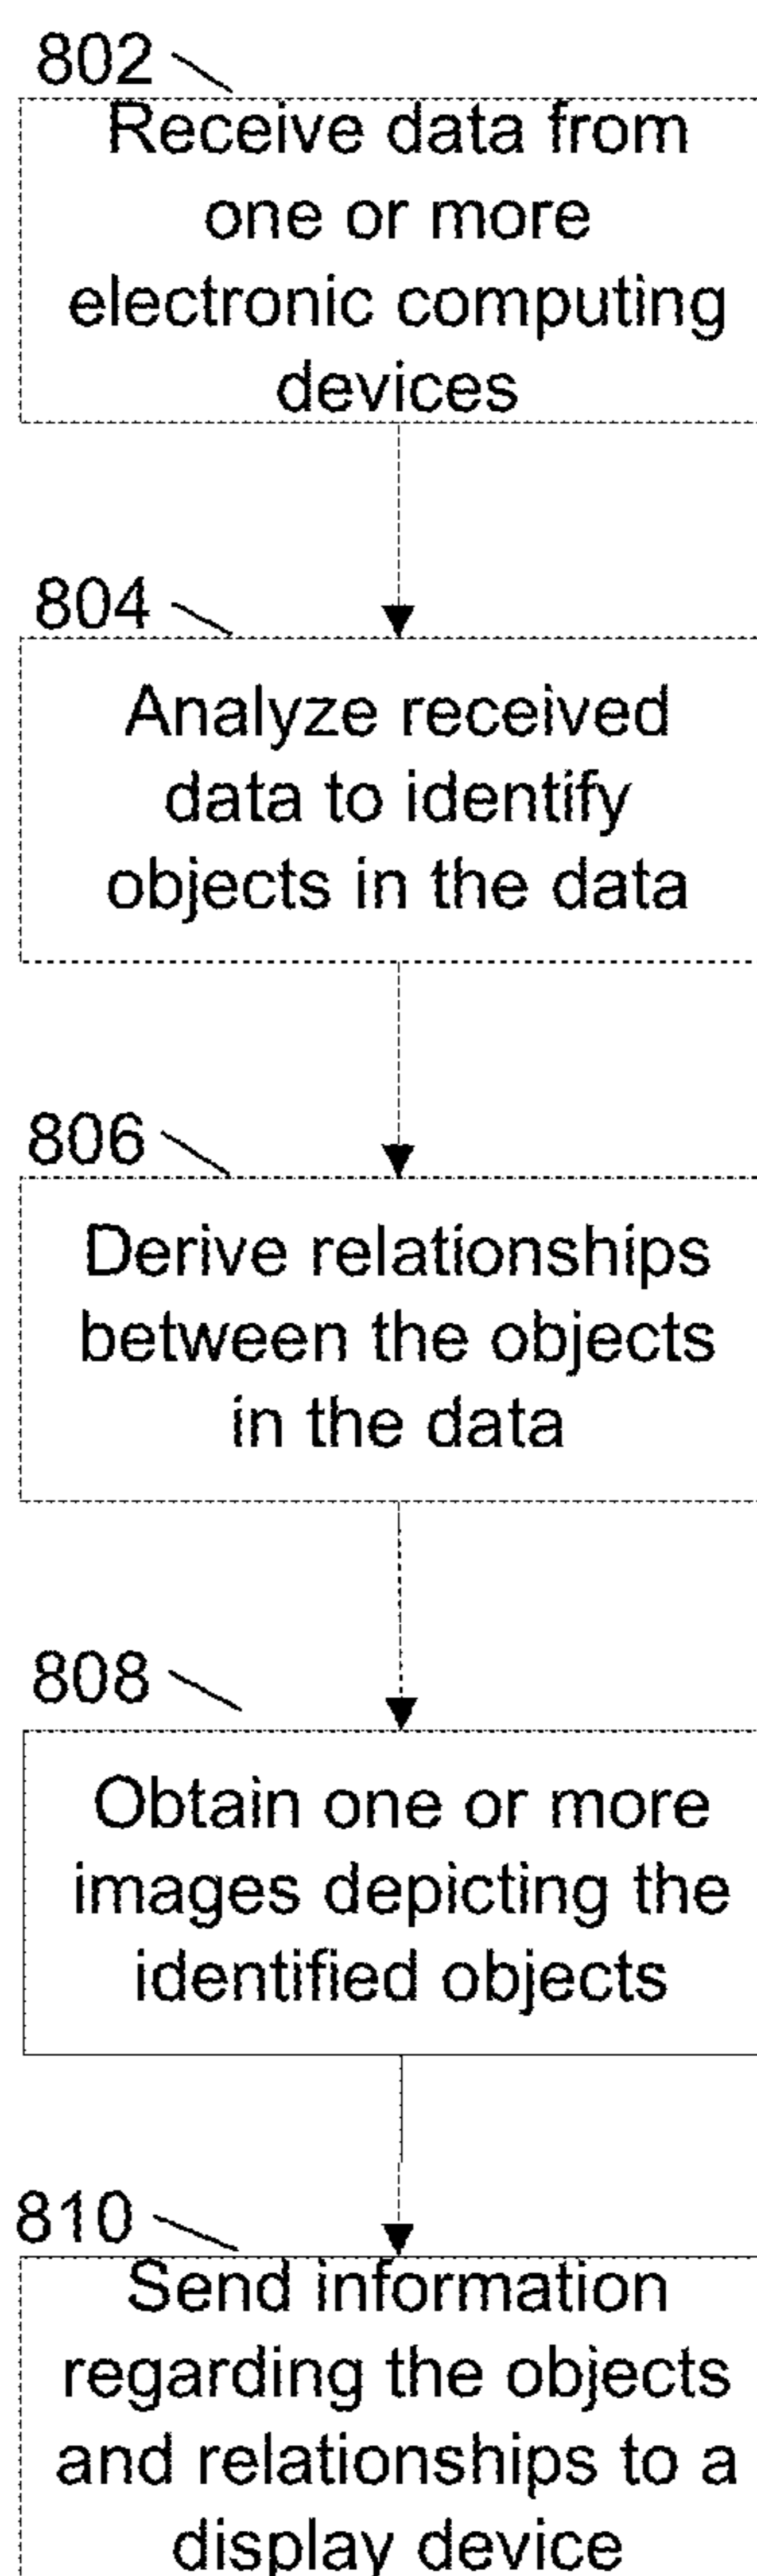 802
Receive data from
one or more
electronic computing
devices
804
Analyze received
data to identify
objects in the data
806
Derive relationships
between the objects
in the data
808
Obtain one or more
images depicting the
identified objects
810
Send information
regarding the objects
and relationships to a
display device